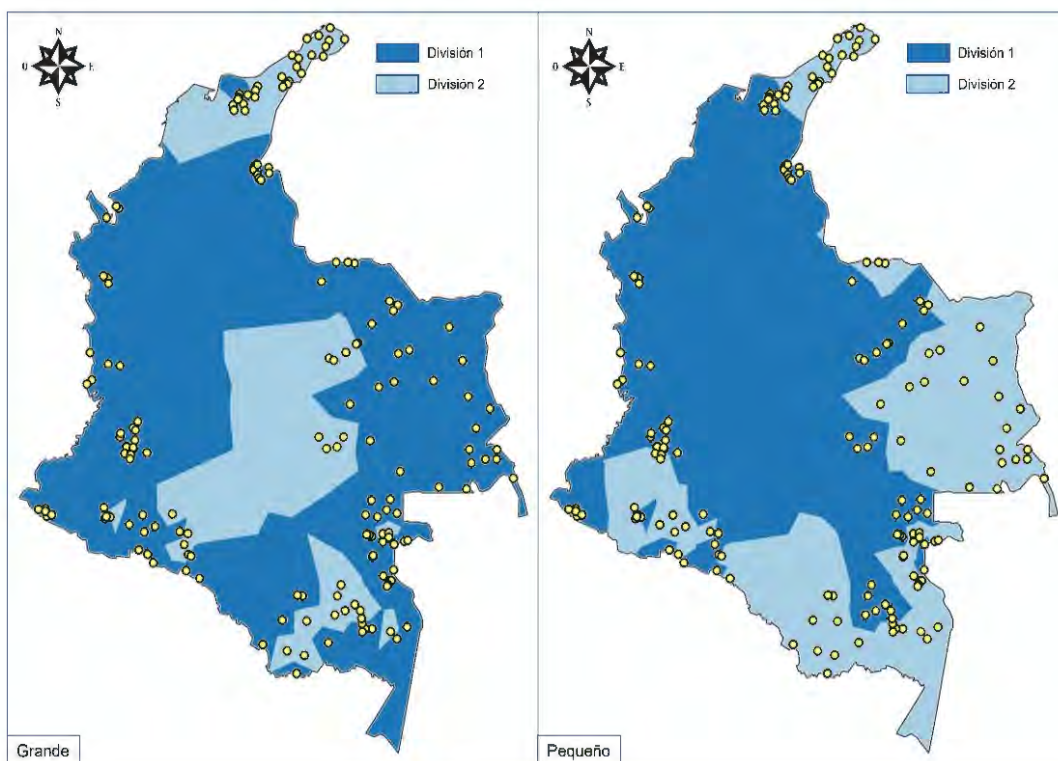 N
O E
S
División 1
División 2
Grande
N
O E
S
División 1
División 2
Pequeño